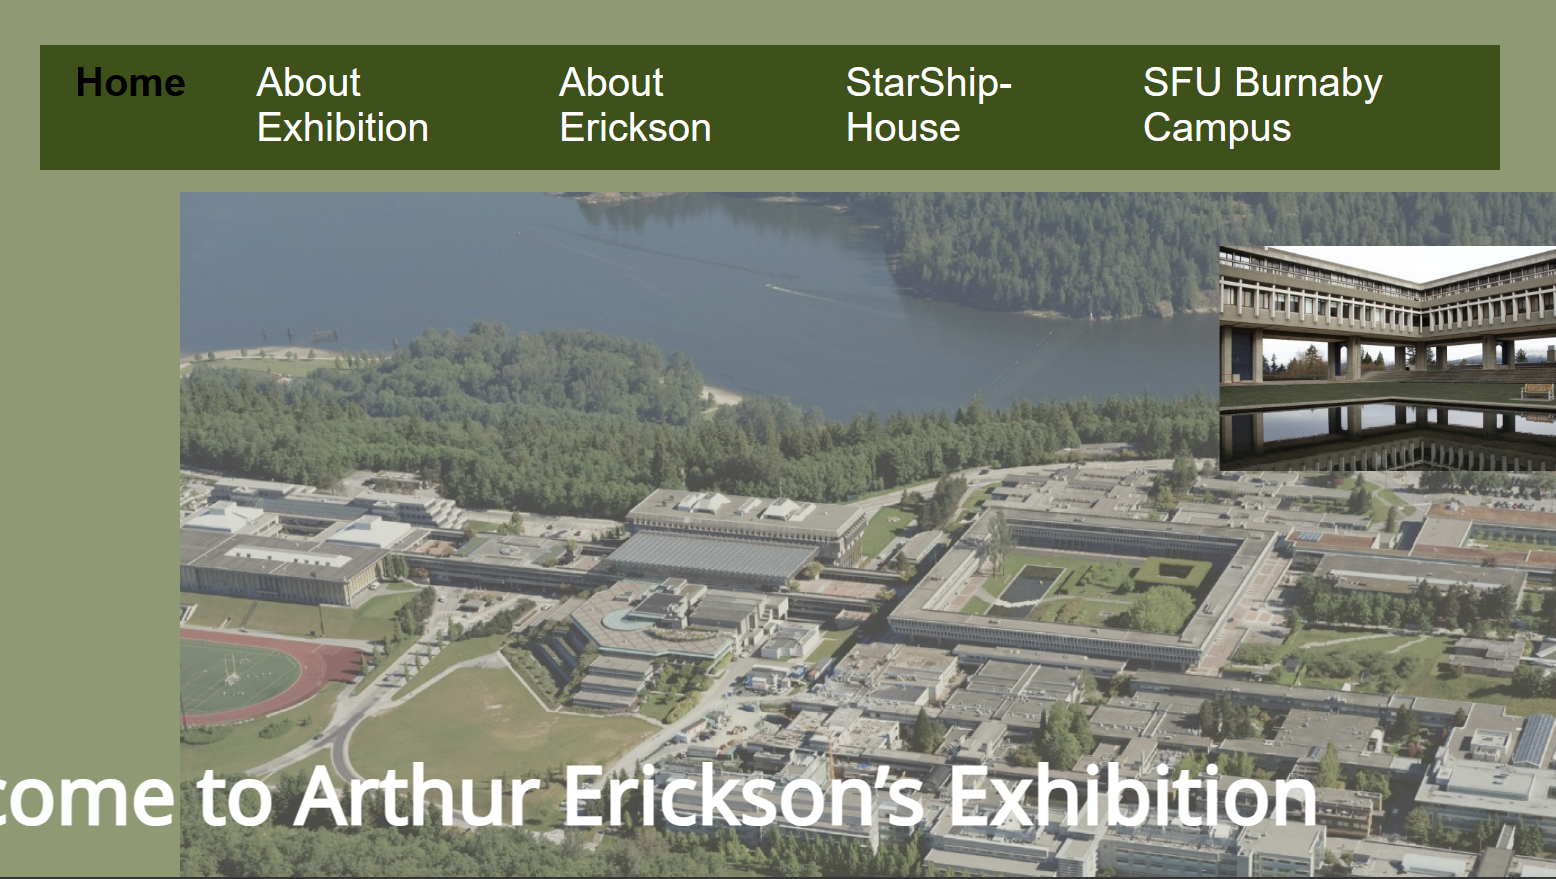 Home
About
Exhibition
About
Erickson
StarShip-
House
SFU Burnaby
Campus
come to Arthur Erickson’s Exhibition